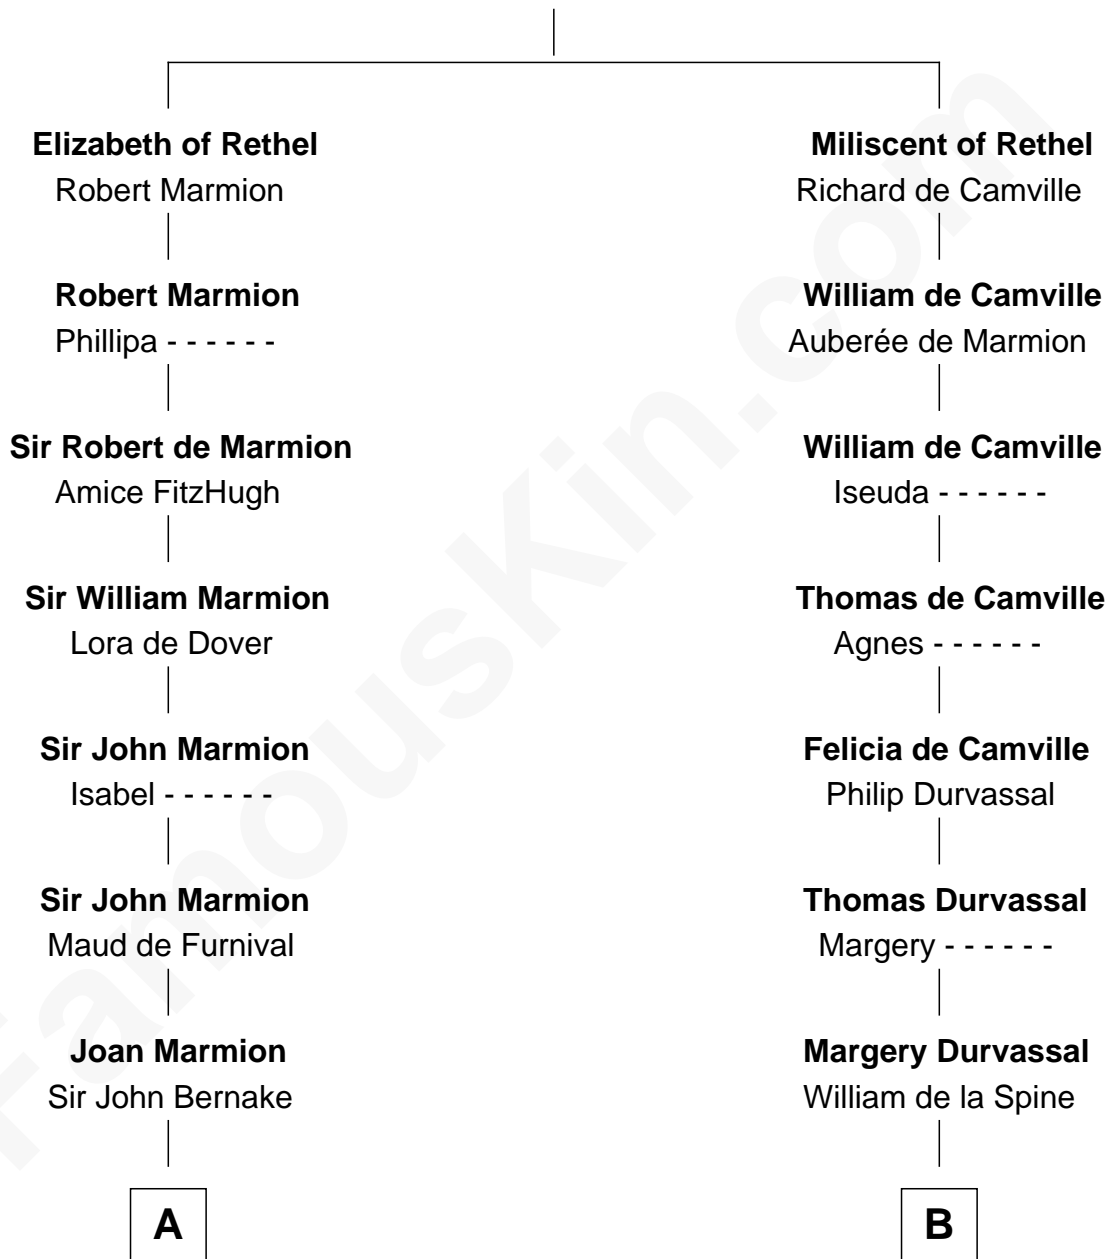 Elizabeth of Rethel
Robert Marmion
Robert Marmion
Phillipa - - - - - -
Sir Robert de Marmion
Amice FitzHugh
Sir William Marmion
Lora de Dover
Sir John Marmion
Isabel - - - - - -
Sir John Marmion
Maud de Furnival
Joan Marmion
Sir John Bernake
A
Miliscent of Rethel
Richard de Camville
William de Camville
Auberée de Marmion
William de Camville
Iseuda - - - - - -
Thomas de Camville
Agnes - - - - - -
Felicia de Camville
Philip Durvassal
Thomas Durvassal
Margery - - - - - -
Margery Durvassal
William de la Spine
B
FamousKin.com